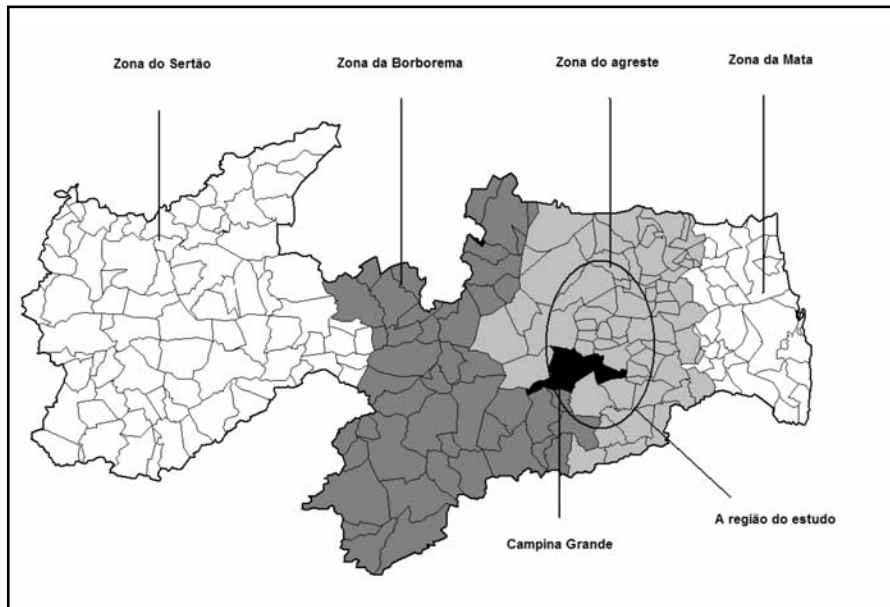 Zona do Sertão
Zona da Borborema
Zona do agreste
Zona da Mata
A região do estudo
Campina Grande